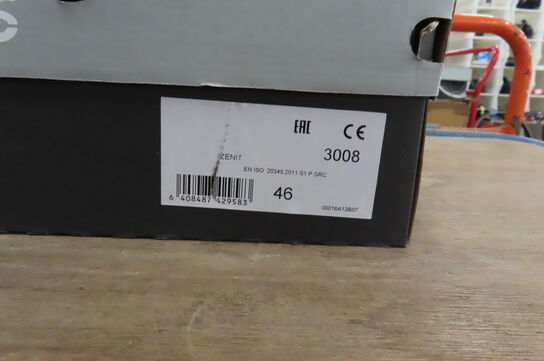 EAC CE
ZENIT 3008
EN ISO 20345:2011 S1 P SRC
46
6 408487 429583
00016A12B07